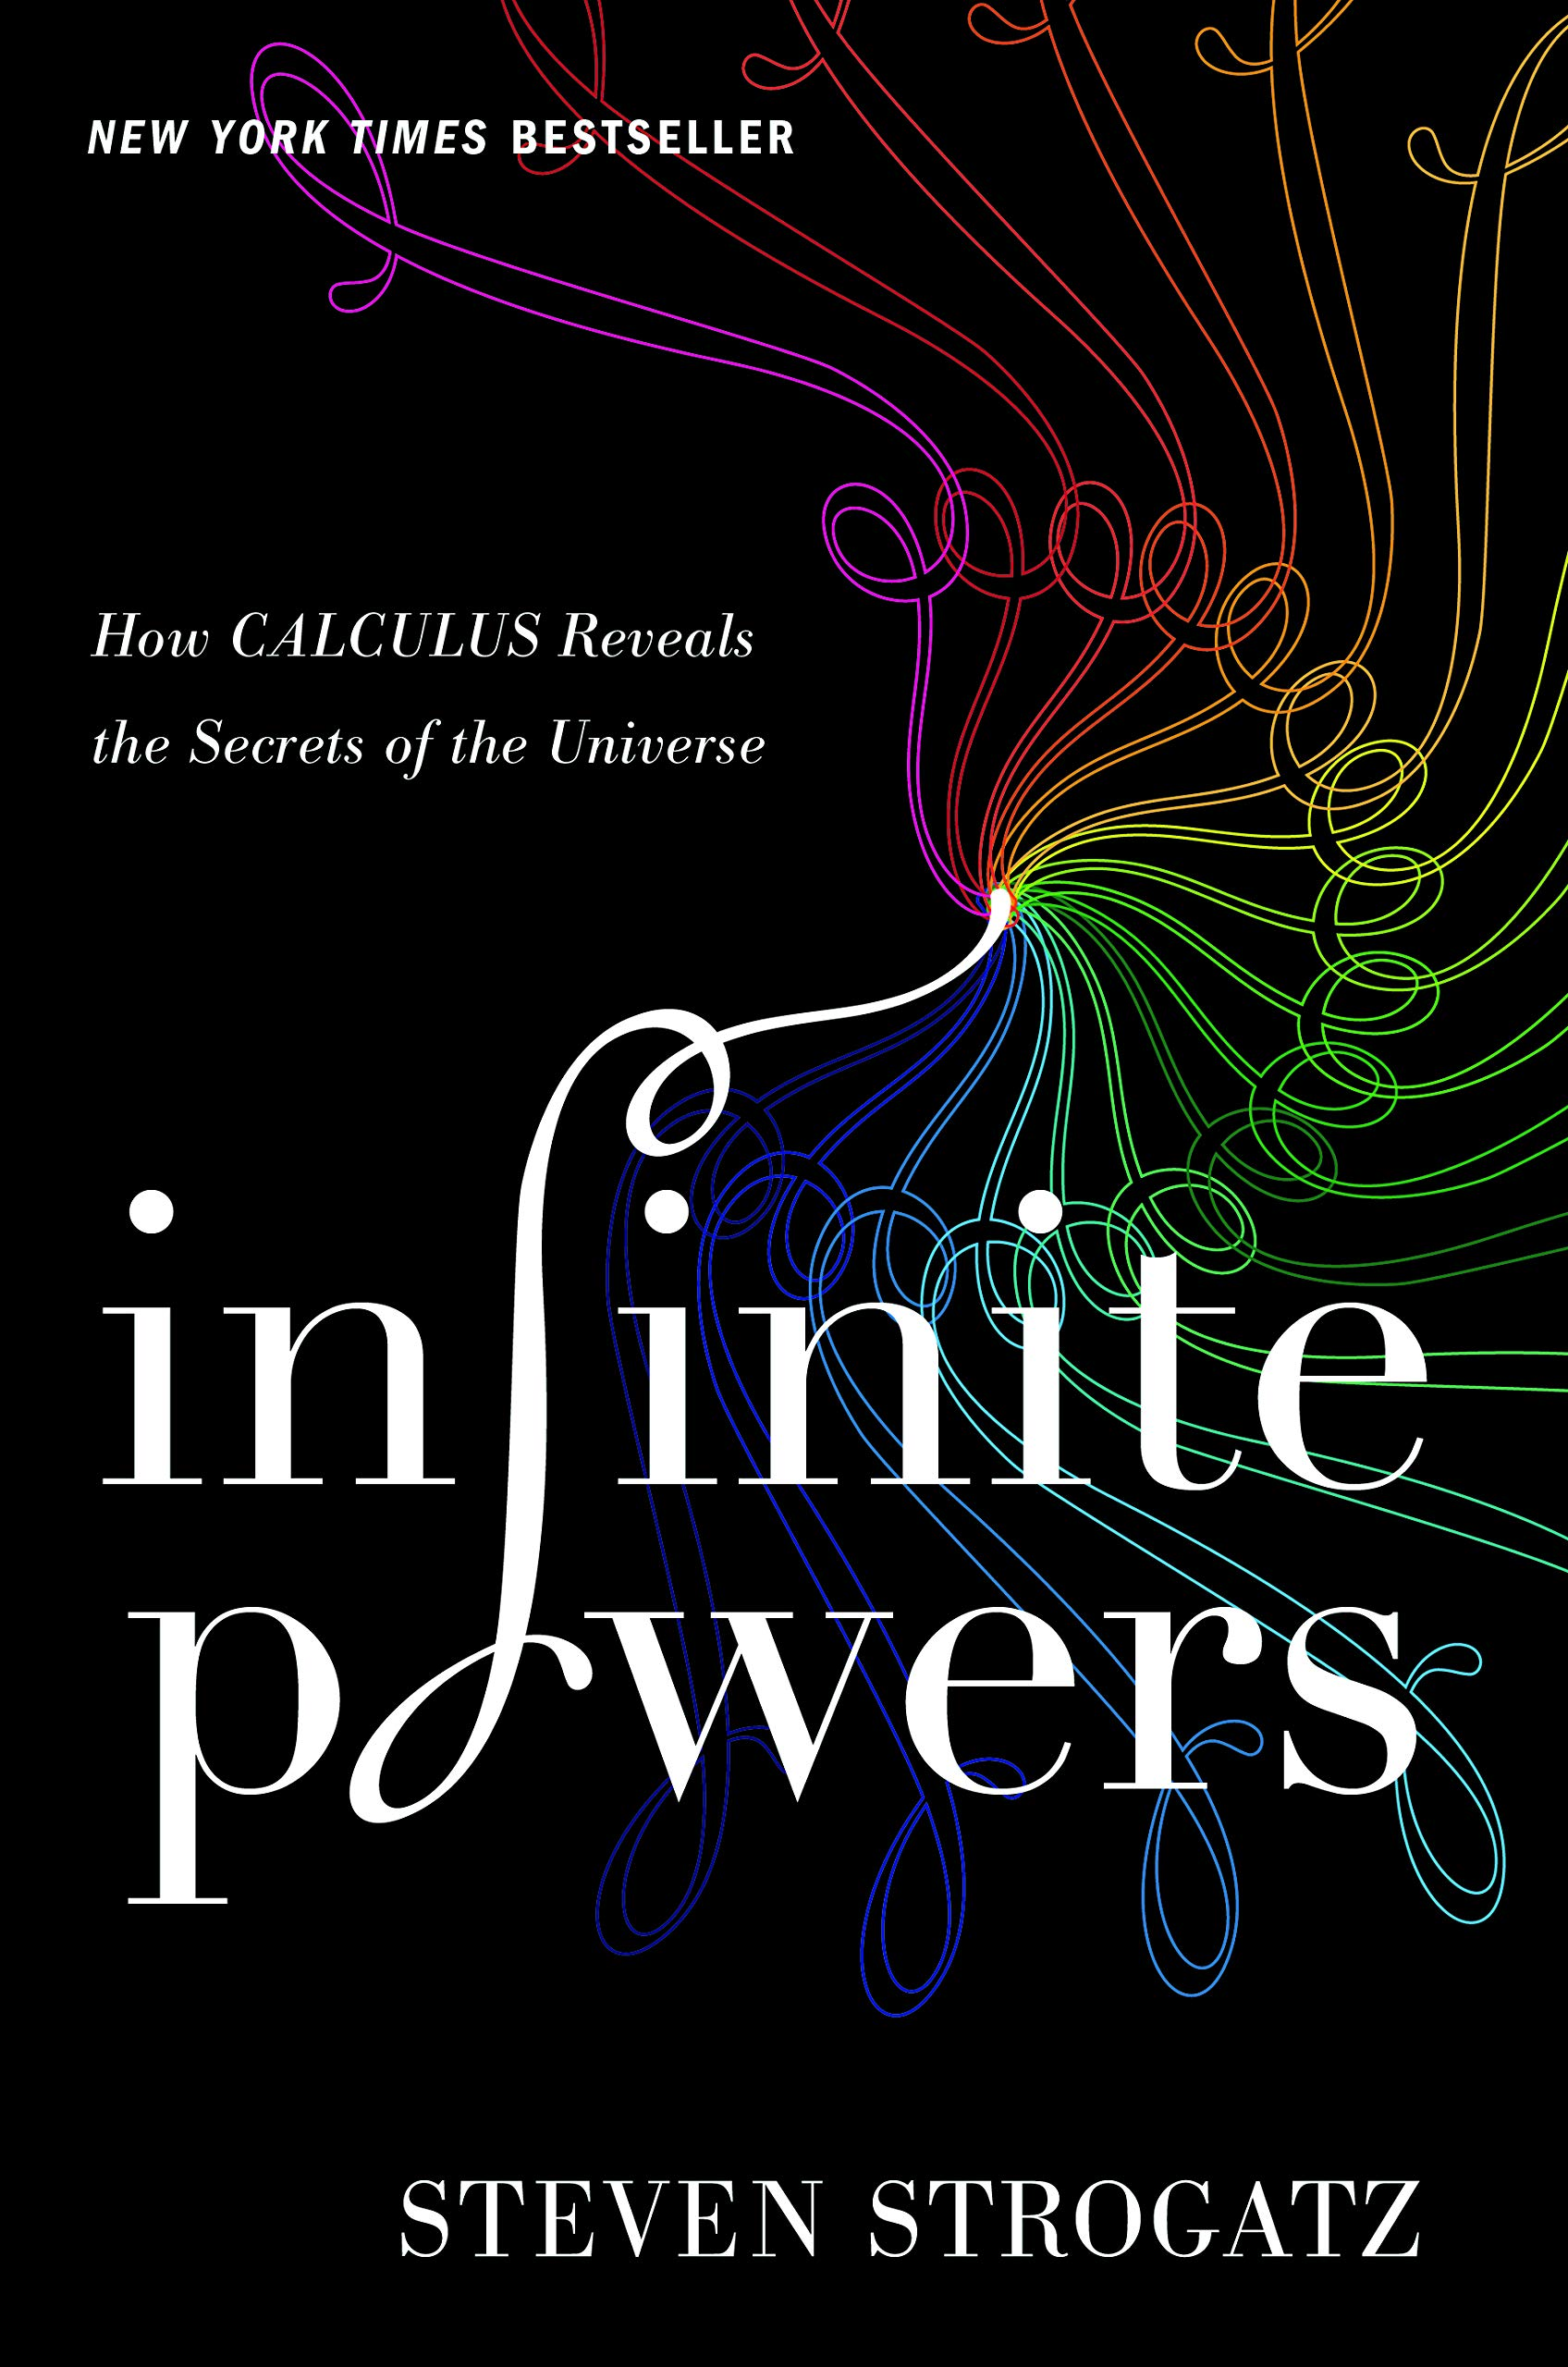 NEW YORK TIMES BESTSELLER
How CALCULUS Reveals
the Secrets of the Universe
infinite
powers
STEVEN STROGATZ